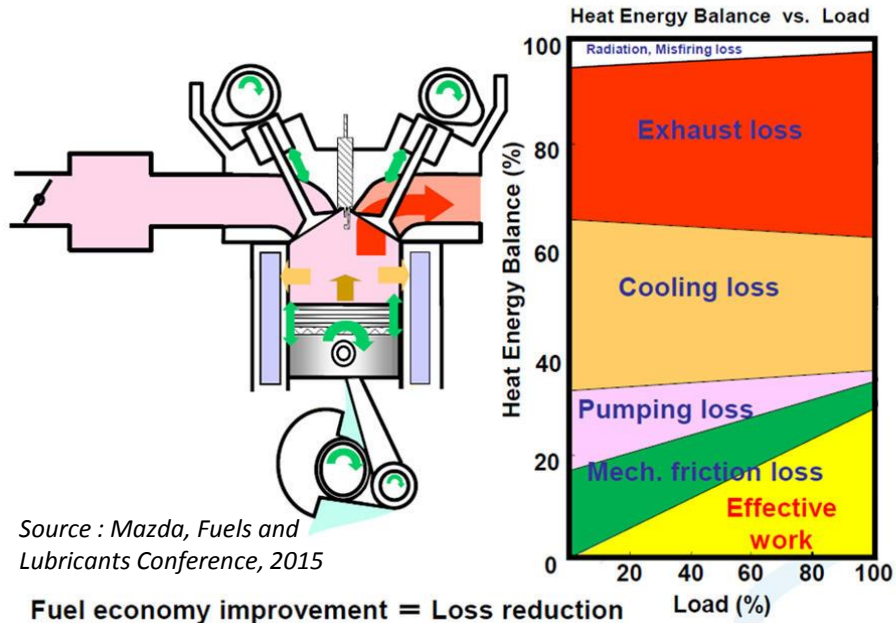 Heat Energy Balance vs. Load
Heat Energy Balance (%)
100
80
60
40
20
0
Radiation, Misfiring loss
Exhaust loss
Cooling loss
Pumping loss
Mech. friction loss
Effective
work
20
40
60
80
100
Load (%)
Source : Mazda, Fuels and
Lubricants Conference, 2015
Fuel economy improvement = Loss reduction